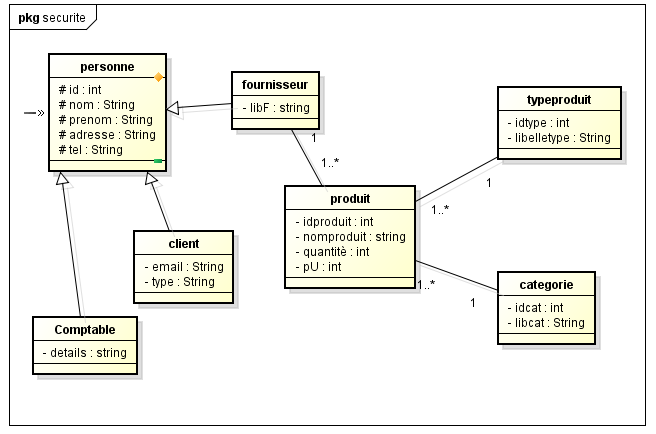 pkg securite
personne
# id : int
# nom : String
# prenom : String
# adresse : String
# tel : String
fournisseur
- libF : string
1
1..*
typeproduit
- idtype : int
- libelletype : String
1
1..*
produit
- idproduit : int
- nomproduit : string
- quantitè : int
- pU : int
1..*
1
client
- email : String
- type : String
categorie
- idcat : int
- libcat : String
Comptable
- details : string